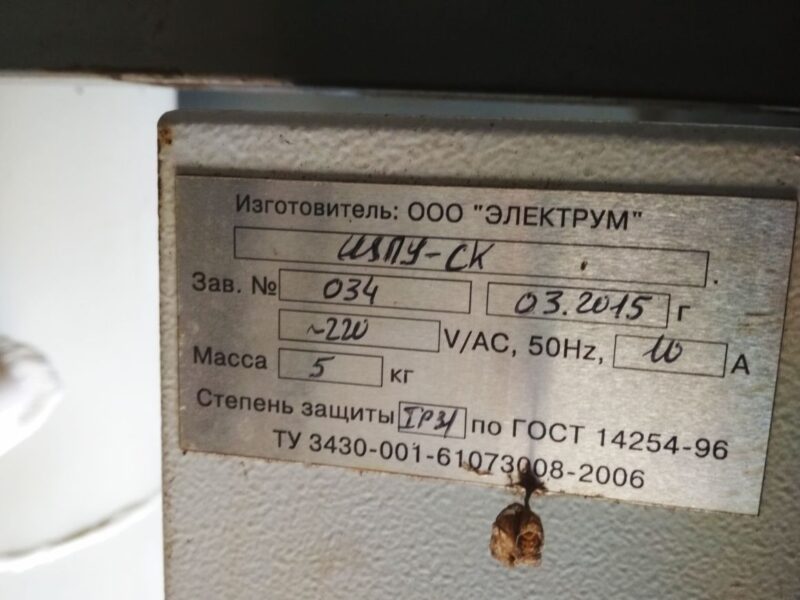 Изготовитель: ООО "ЭЛЕКТРУМ"
ШЗПУ-СК .
Зав. № 034 03.2015 г
~220 V/AC, 50Hz, 10 A
Масса 5 кг
Степень защиты IP31 по ГОСТ 14254-96
ТУ 3430-001-61073008-2006